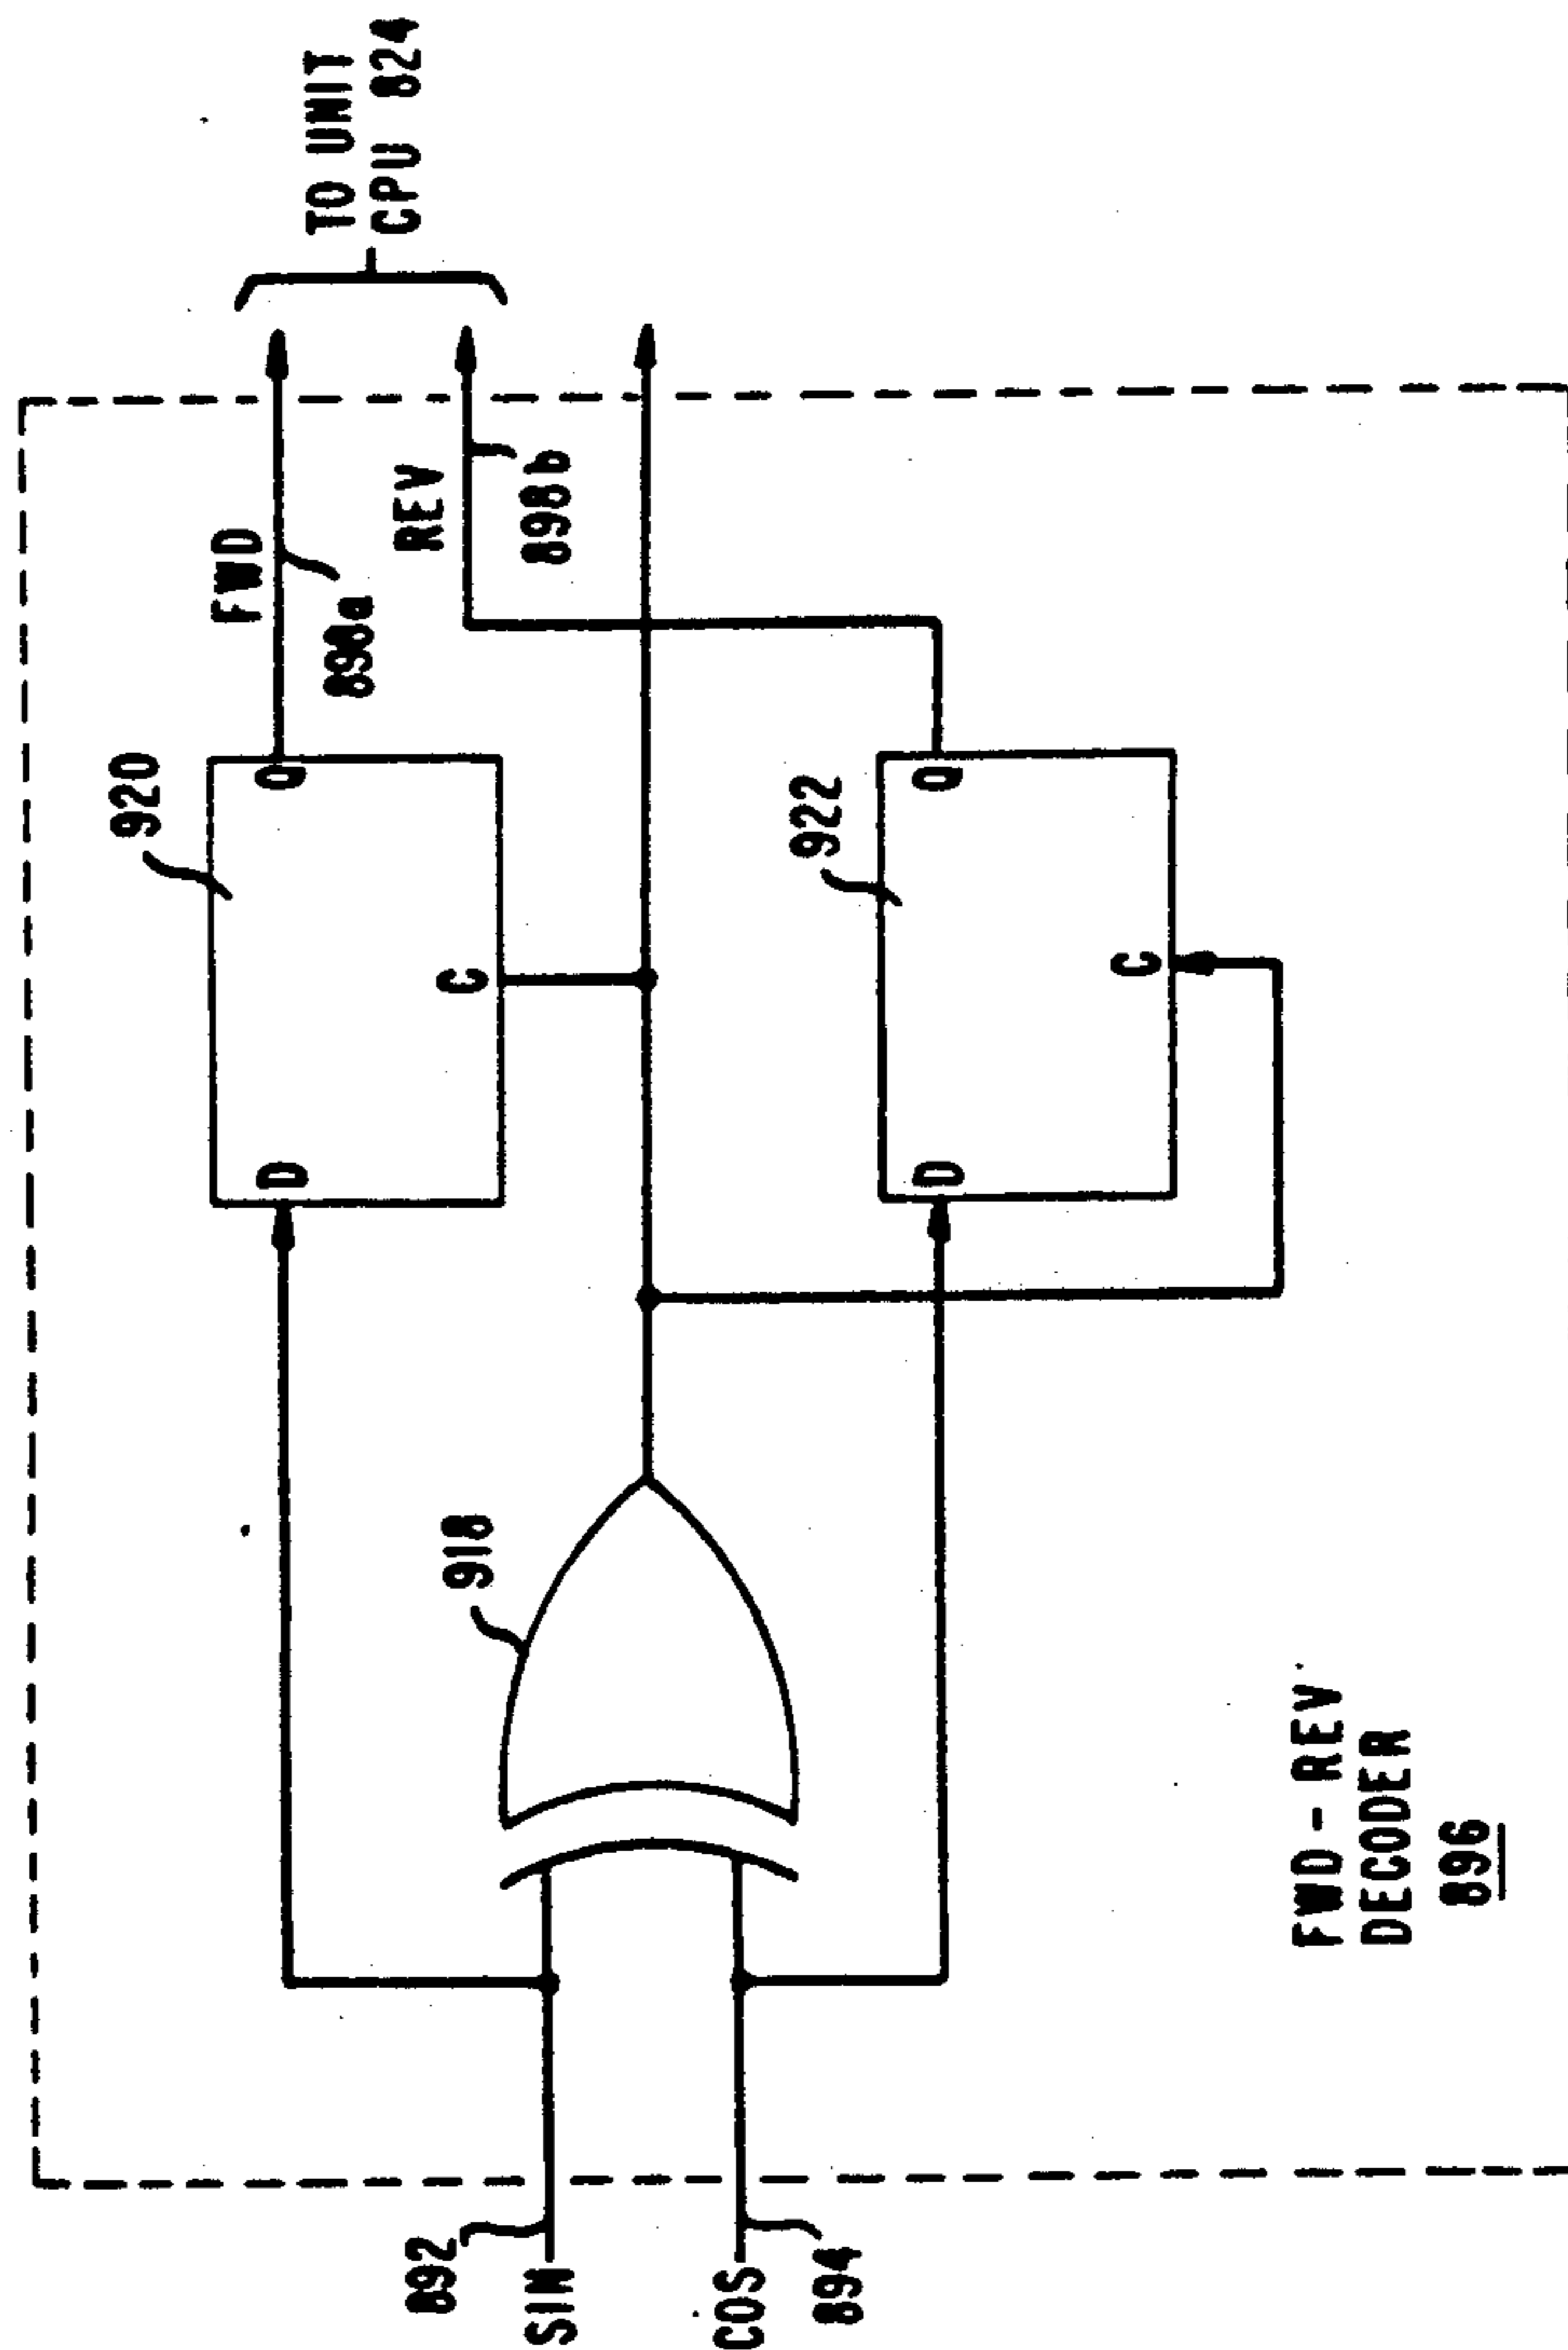 892
SIN
COS
894
918
920
D
C
Q
FWD
898a
REV
898b
922
D
C
Q
TO UNIT
CPU 824
FWD-REV
DECODER
896